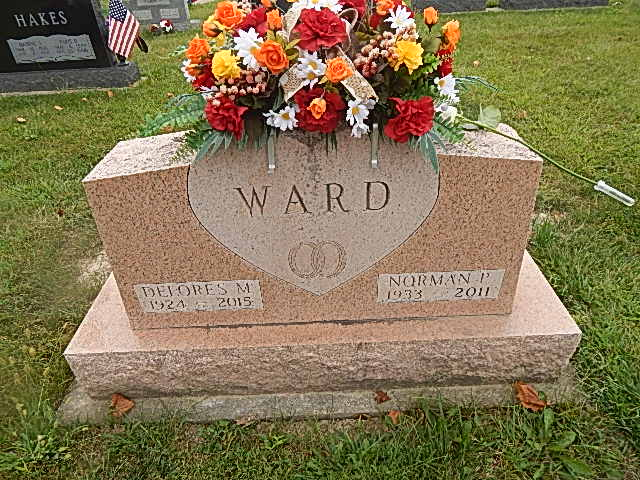 HAKES
WARD
DELORES M.
1924 - 2015
NORMAN P.
1933 - 2011